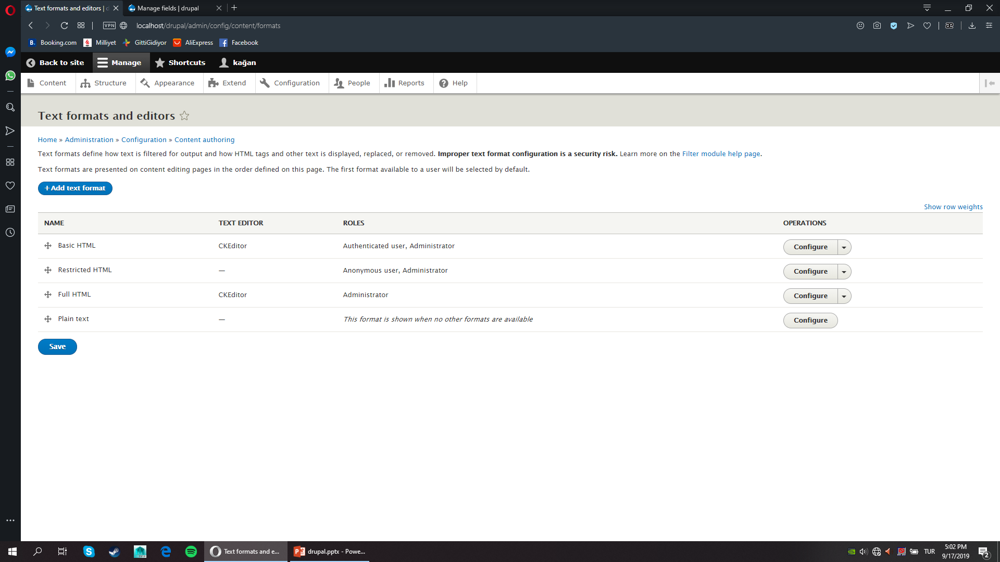 Text formats and editors | d
Manage fields | drupal
VPN
localhost/drupal/admin/config/content/formats
B. Booking.com
Milliyet
GittiGidiyor
AliExpress
Facebook
Back to site
Manage
Shortcuts
kağan
Content
Structure
Appearance
Extend
Configuration
People
Reports
Help
Text formats and editors
Home » Administration » Configuration » Content authoring
Text formats define how text is filtered for output and how HTML tags and other text is displayed, replaced, or removed. Improper text format configuration is a security risk. Learn more on the Filter module help page.
Text formats are presented on content editing pages in the order defined on this page. The first format available to a user will be selected by default.
+ Add text format
Show row weights
NAME TEXT EDITOR ROLES OPERATIONS
Basic HTML CKEditor Authenticated user, Administrator Configure
Restricted HTML — Anonymous user, Administrator Configure
Full HTML CKEditor Administrator Configure
Plain text — This format is shown when no other formats are available Configure
Save
Text formats and e...
drupal.pptx - Powe...
TUR
5:02 PM
9/17/2019
2